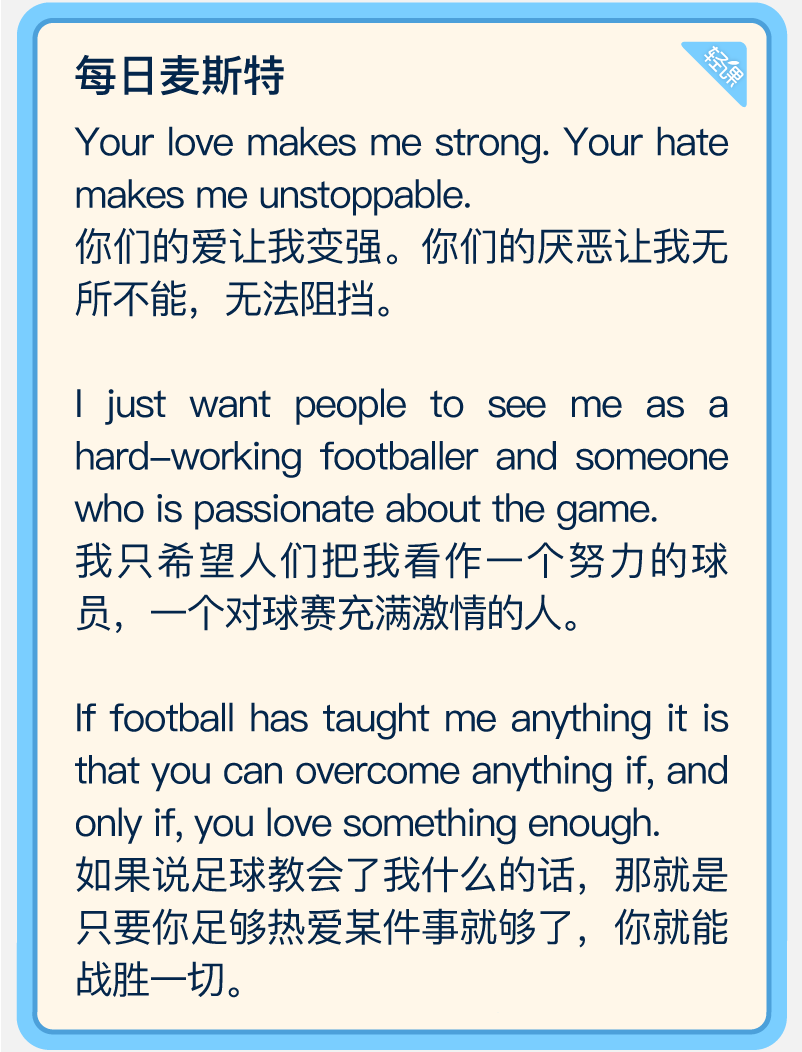 每日麦斯特
轻课
Your love makes me strong. Your hate
makes me unstoppable.
你们的爱让我变强。你们的厌恶让我无
所不能，无法阻挡。
I just want people to see me as a
hard-working footballer and someone
who is passionate about the game.
我只希望人们把我看作一个努力的球
员，一个对球赛充满激情的人。
If football has taught me anything it is
that you can overcome anything if, and
only if, you love something enough.
如果说足球教会了我什么的话，那就是
只要你足够热爱某件事就够了，你就能
战胜一切。